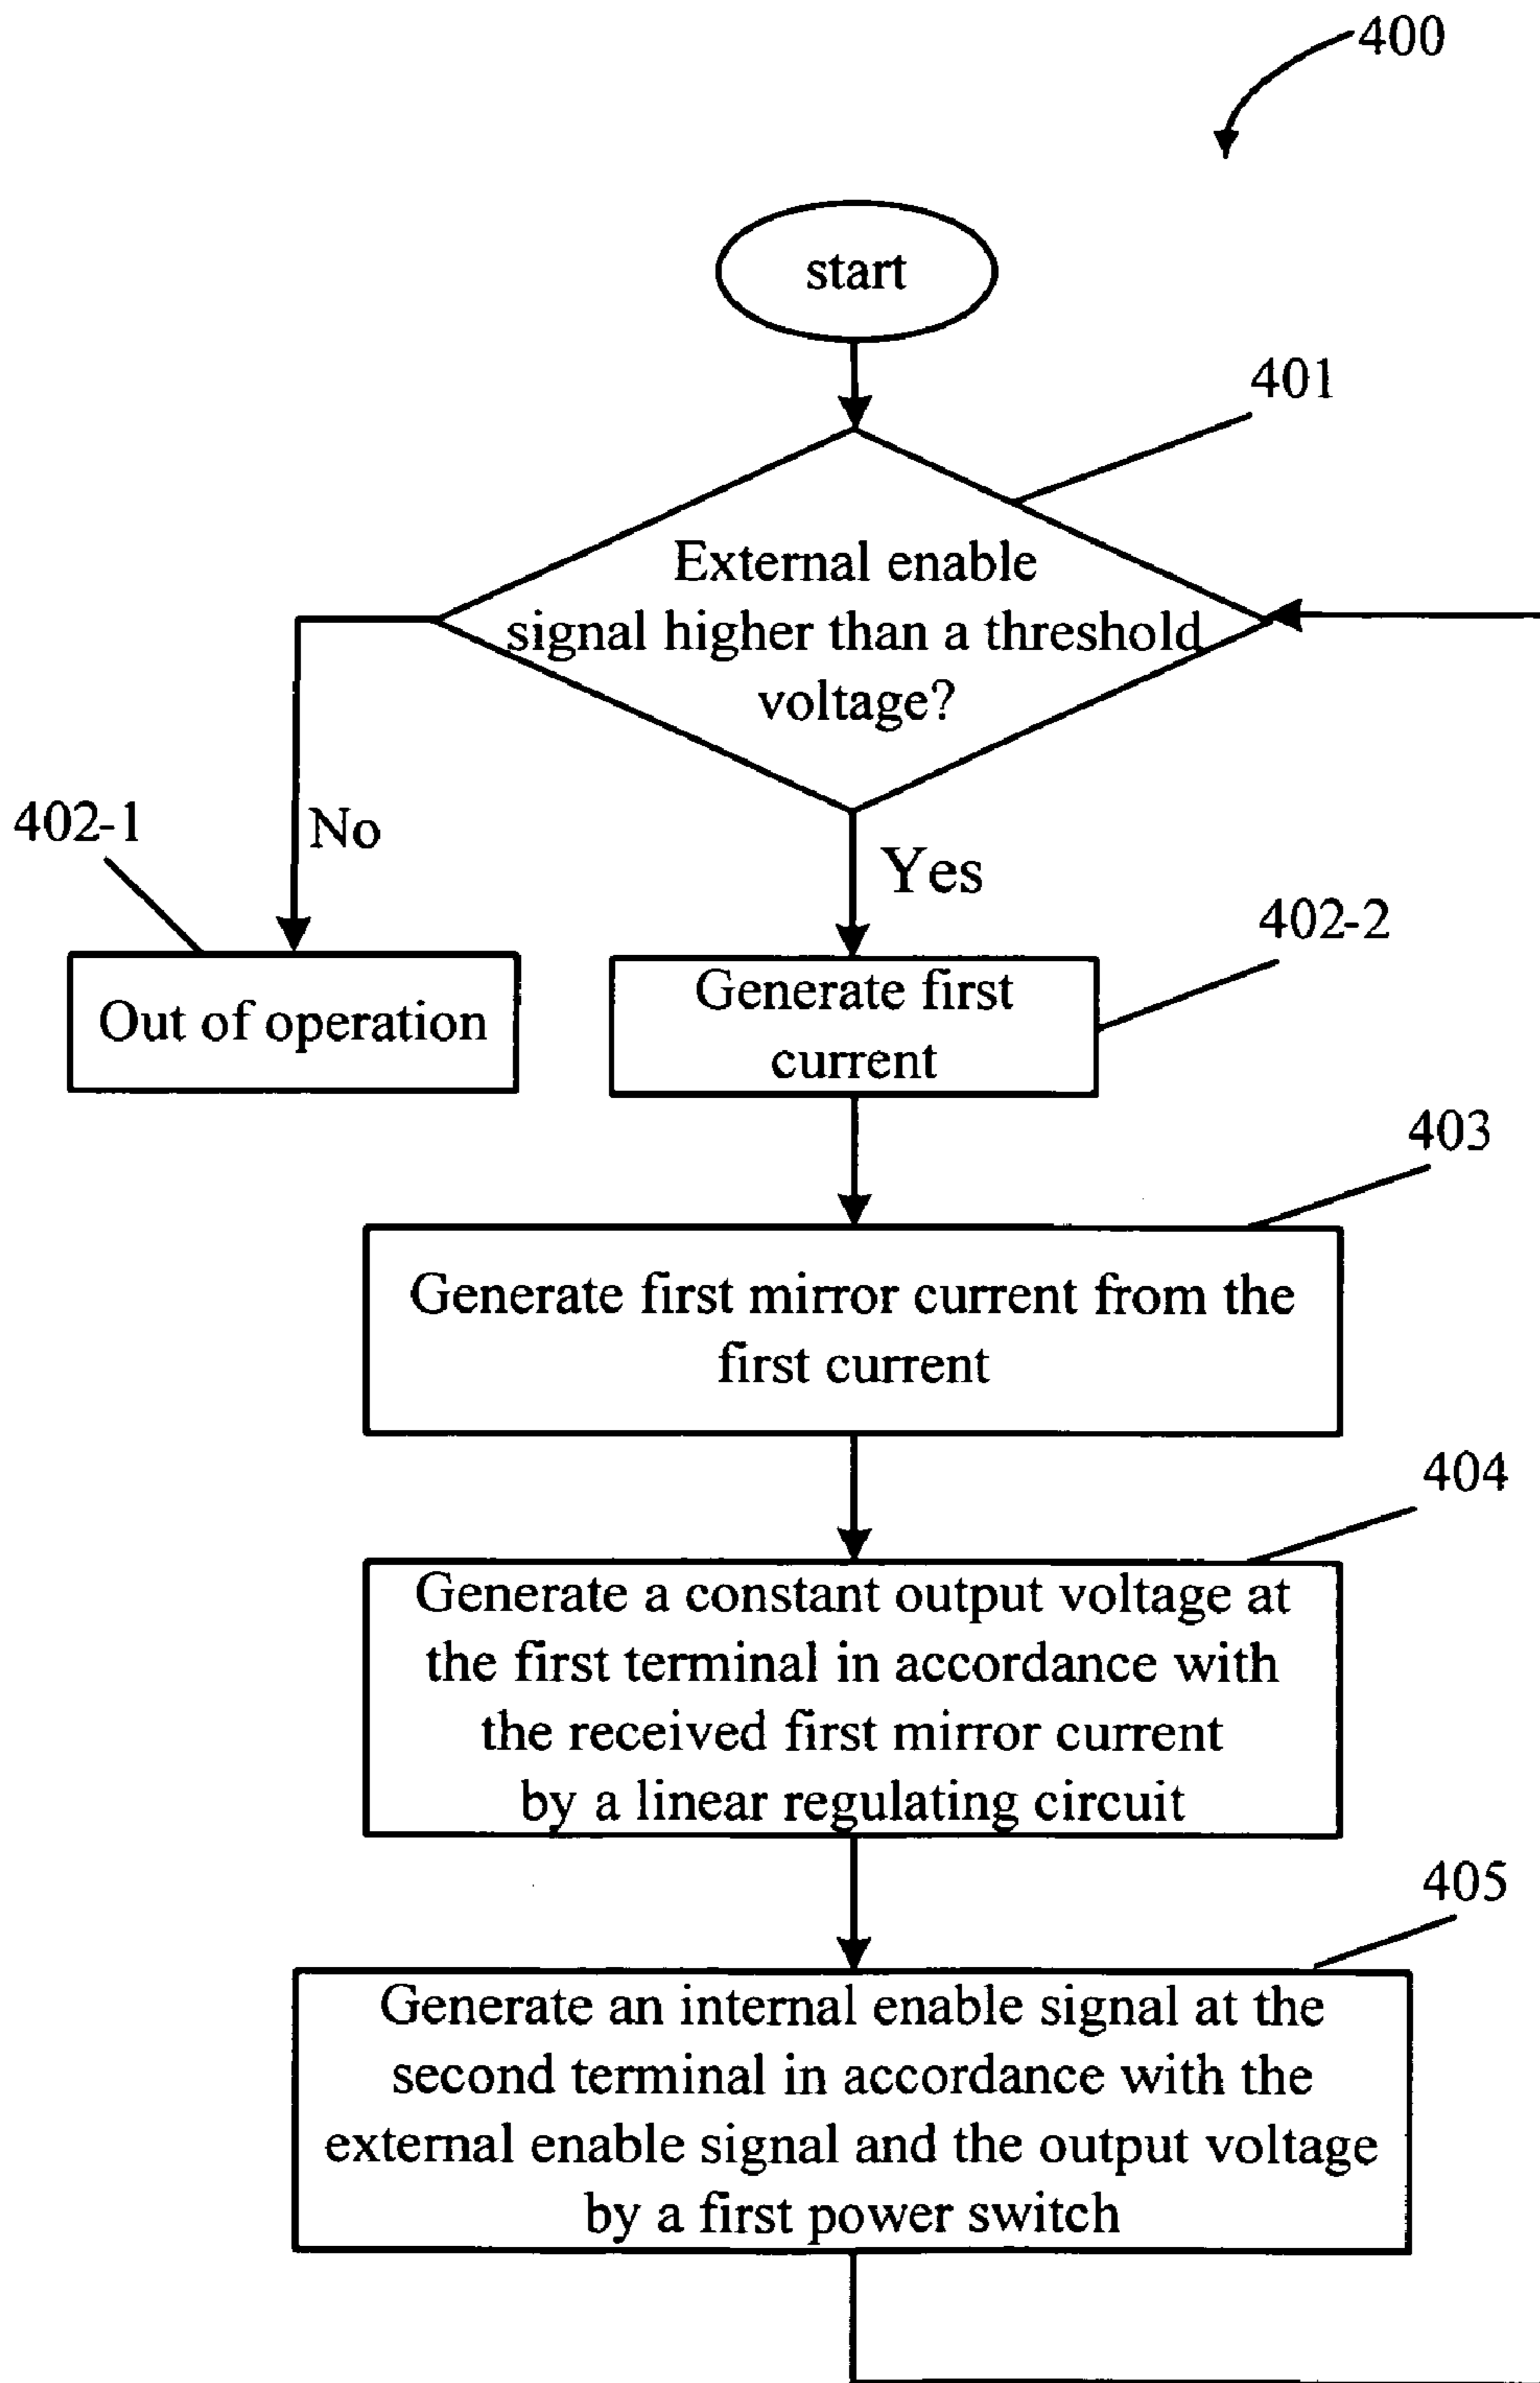 400
start
401
External enable
signal higher than a threshold
voltage?
402-1
No
Yes
402-2
Out of operation
Generate first
current
403
Generate first mirror current from the
first current
404
Generate a constant output voltage at
the first terminal in accordance with
the received first mirror current
by a linear regulating circuit
405
Generate an internal enable signal at the
second terminal in accordance with the
external enable signal and the output voltage
by a first power switch